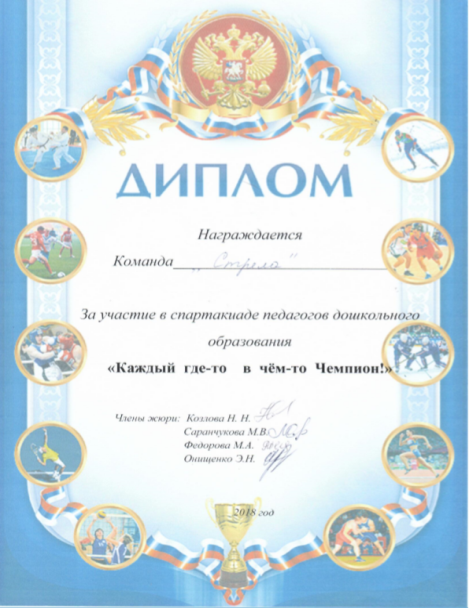 ДИПЛОМ
Награждается
Команда „Стрела"
За участие в спартакиаде педагогов дошкольного
образования
«Каждый где-то в чём-то Чемпион!»
Члены жюри: Козлова Н. Н.
Саранчукова М.В.
Федорова М.А.
Онищенко Э.Н.
2018 год